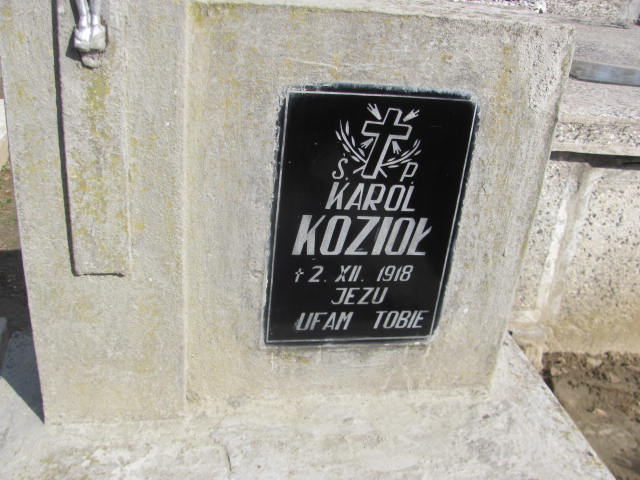 Ś. P
KAROL
KOZIOŁ
† 2. XII. 1918
JEZU
UFAM TOBIE